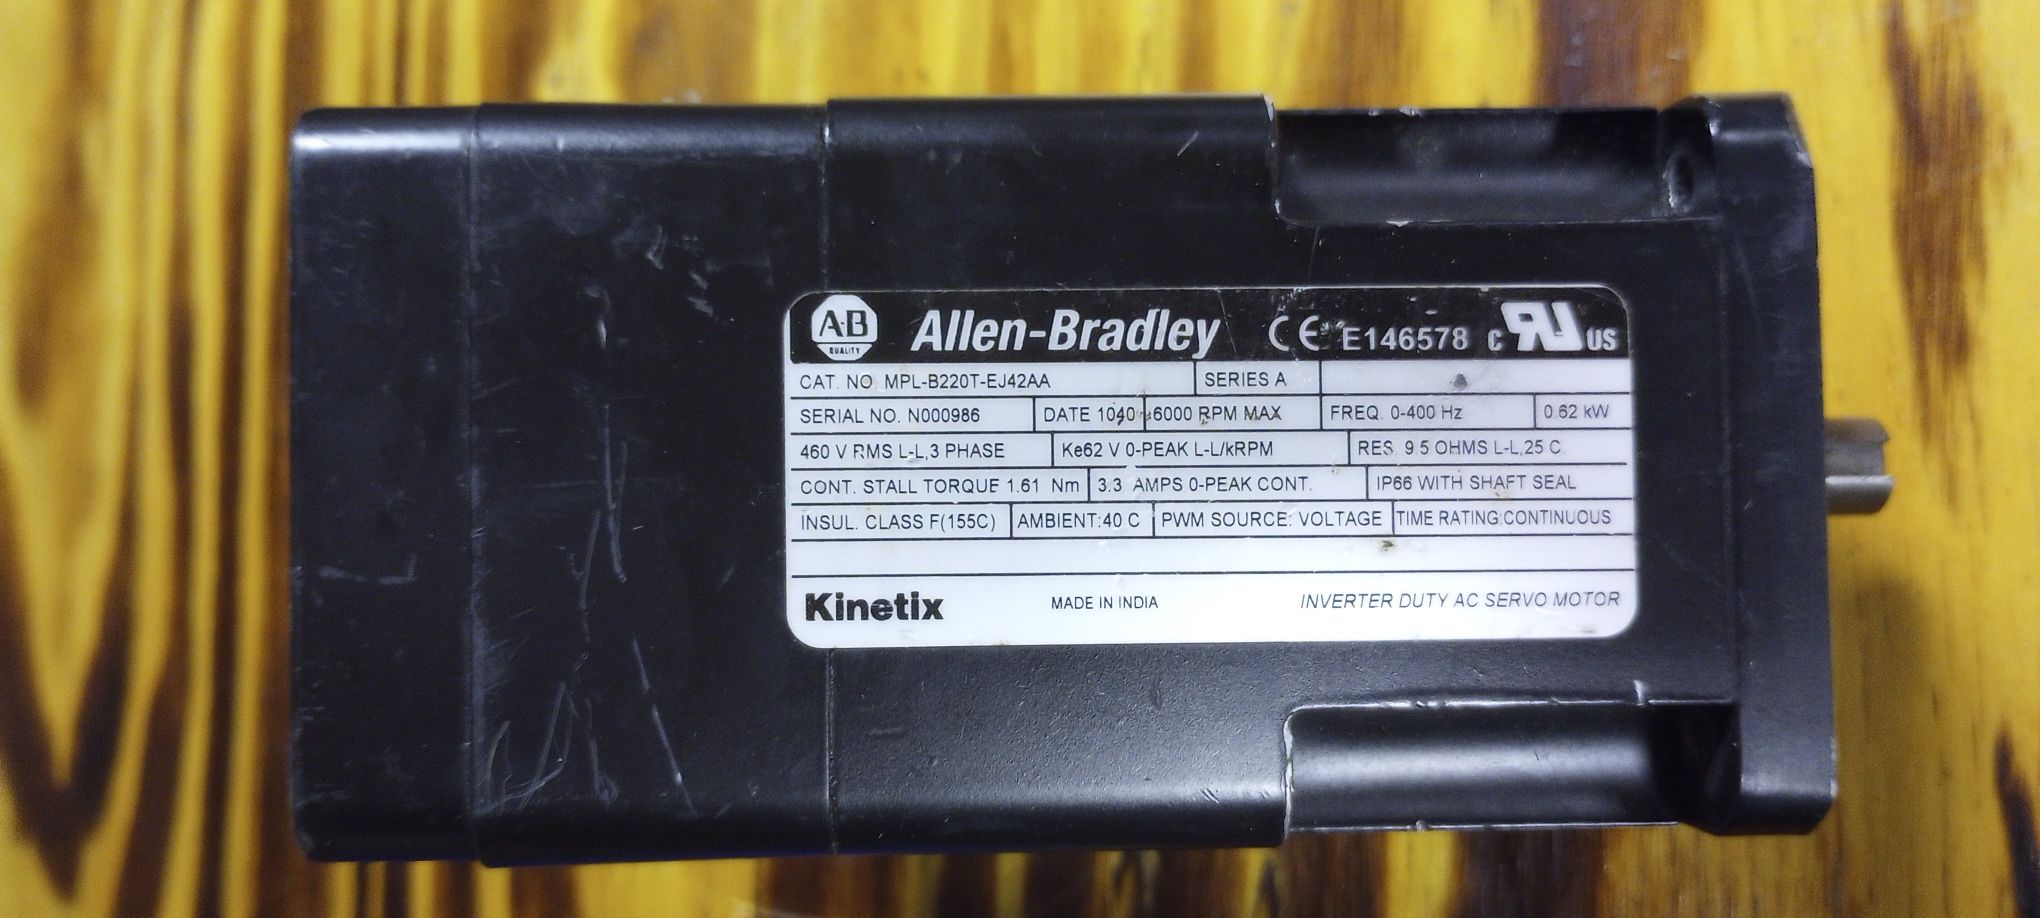 A-B QUALITY Allen-Bradley CE E146578 c RU US
CAT. NO. MPL-B220T-EJ42AA SERIES A
SERIAL NO. N000986 DATE 1040 6000 RPM MAX FREQ. 0-400 Hz 0.62 kW
460 V RMS L-L,3 PHASE Ke62 V 0-PEAK L-L/kRPM RES. 9.5 OHMS L-L,25 C
CONT. STALL TORQUE 1.61 Nm 3.3 AMPS 0-PEAK CONT. IP66 WITH SHAFT SEAL
INSUL. CLASS F(155C) AMBIENT:40 C PWM SOURCE: VOLTAGE TIME RATING:CONTINUOUS
Kinetix MADE IN INDIA INVERTER DUTY AC SERVO MOTOR